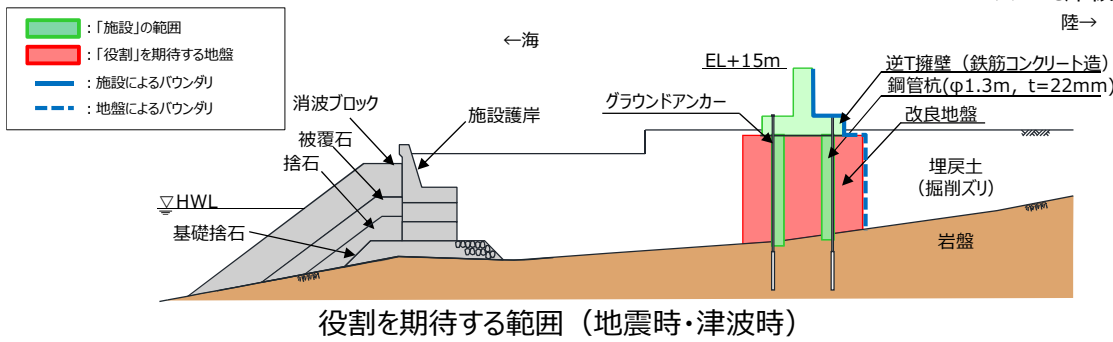 ：「施設」の範囲
：「役割」を期待する地盤
：施設によるバウンダリ
：地盤によるバウンダリ
←海
陸→
EL+15m
逆T擁壁（鉄筋コンクリート造）
鋼管杭(φ1.3m, t=22mm)
グラウンドアンカー
改良地盤
消波ブロック
施設護岸
被覆石
捨石
埋戻土
（掘削ズリ）
▽HWL
基礎捨石
岩盤
役割を期待する範囲（地震時・津波時）